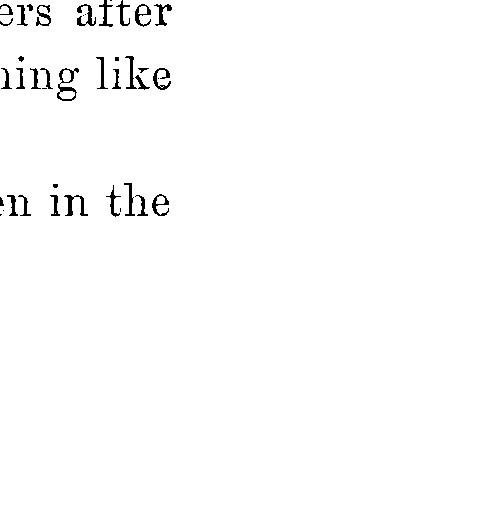 ers after
ning like
en in the